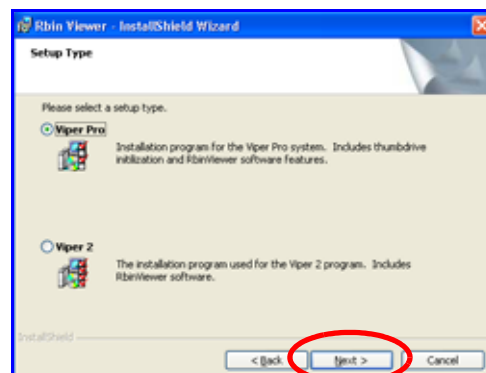 Rbin Viewer - InstallShield Wizard
Setup Type
Please select a setup type.
Viper Pro
Installation program for the Viper Pro system. Includes thumbdrive
initilization and RbinViewer software features.
Viper 2
The installation program used for the Viper 2 program. Includes
RbinViewer software.
InstallShield
< Back
Next >
Cancel